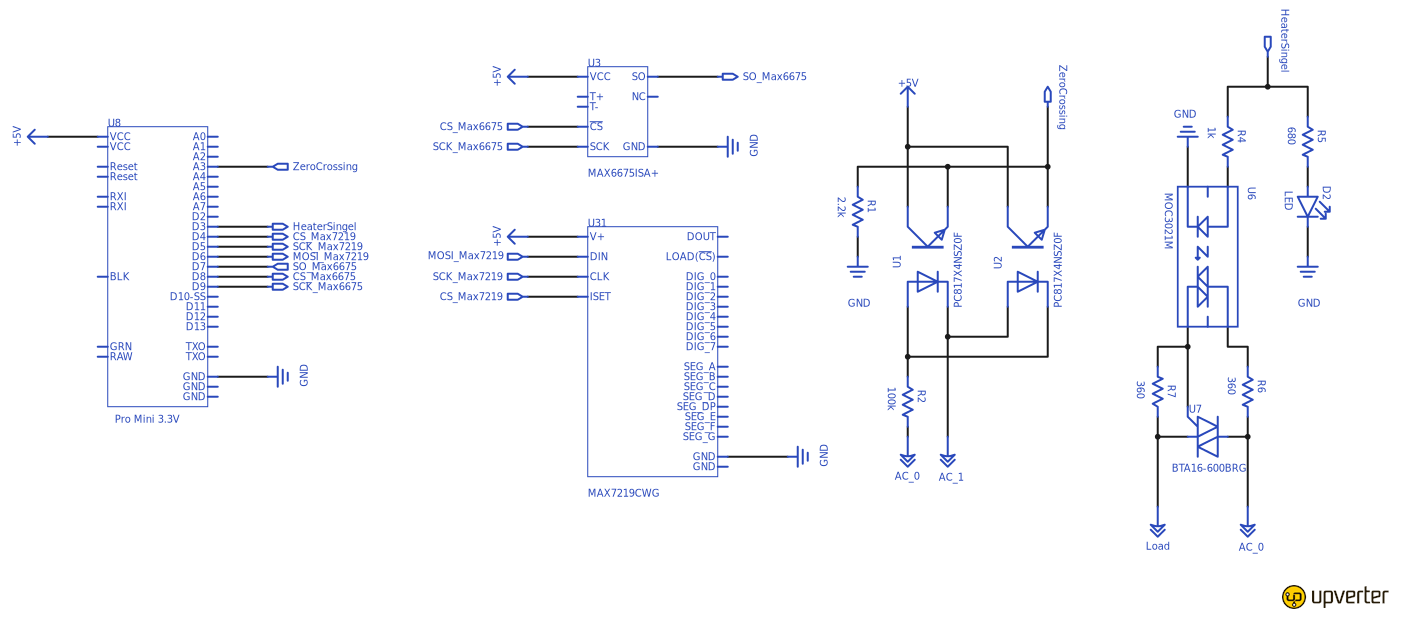 U8
+5V
VCC
VCC
Reset
Reset
RXI
RXI
BLK
GRN
RAW
A0
A1
A2
A3
A4
A5
A6
A7
D2
D3
D4
D5
D6
D7
D8
D9
D10-SS
D11
D12
D13
TXO
TXO
GND
GND
GND
ZeroCrossing
HeaterSingel
CS_Max7219
SCK_Max7219
MOSI_Max7219
SO_Max6675
CS_Max6675
SCK_Max6675
GND
Pro Mini 3.3V
U3
+5V
VCC
T+
T-
CS
SCK
SO
NC
GND
SO_Max6675
CS_Max6675
SCK_Max6675
GND
MAX6675ISA+
U31
+5V
MOSI_Max7219
SCK_Max7219
CS_Max7219
V+
DIN
CLK
ISET
DOUT
LOAD(CS)
DIG_0
DIG_1
DIG_2
DIG_3
DIG_4
DIG_5
DIG_6
DIG_7
SEG_A
SEG_B
SEG_C
SEG_D
SEG_DP
SEG_E
SEG_F
SEG_G
GND
GND
GND
MAX7219CWG
+5V
ZeroCrossing
R1
2.2k
GND
U1
PC817X4NSZ0F
U2
PC817X4NSZ0F
R2
100k
AC_0
AC_1
HeaterSingel
GND
R4
1k
R5
680
U6
MOC3021M
D2
LED
GND
R7
360
R6
360
U7
BTA16-600BRG
Load
AC_0
upverter